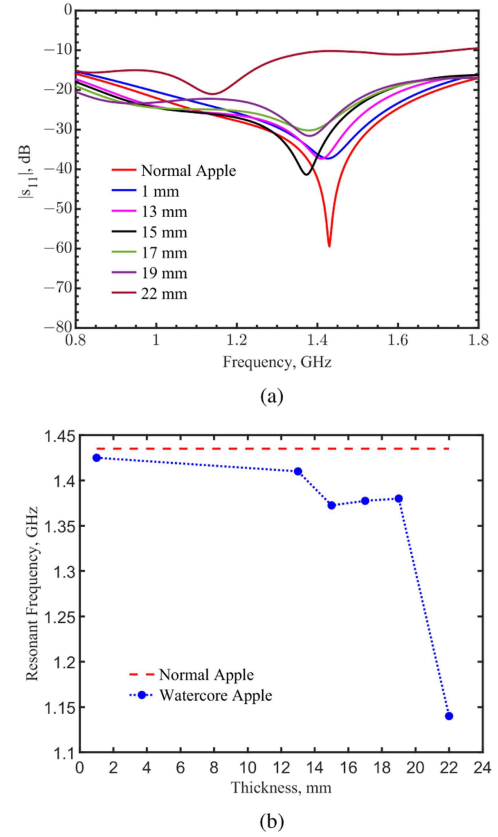 0
−10
−20
−30
−40
−50
−60
−70
−80
|s11|, dB
Normal Apple
1 mm
13 mm
15 mm
17 mm
19 mm
22 mm
0.8 1 1.2 1.4 1.6 1.8
Frequency, GHz
(a)
1.45
1.4
1.35
1.3
1.25
1.2
1.15
1.1
Resonant Frequency, GHz
Normal Apple
Watercore Apple
0 2 4 6 8 10 12 14 16 18 20 22 24
Thickness, mm
(b)